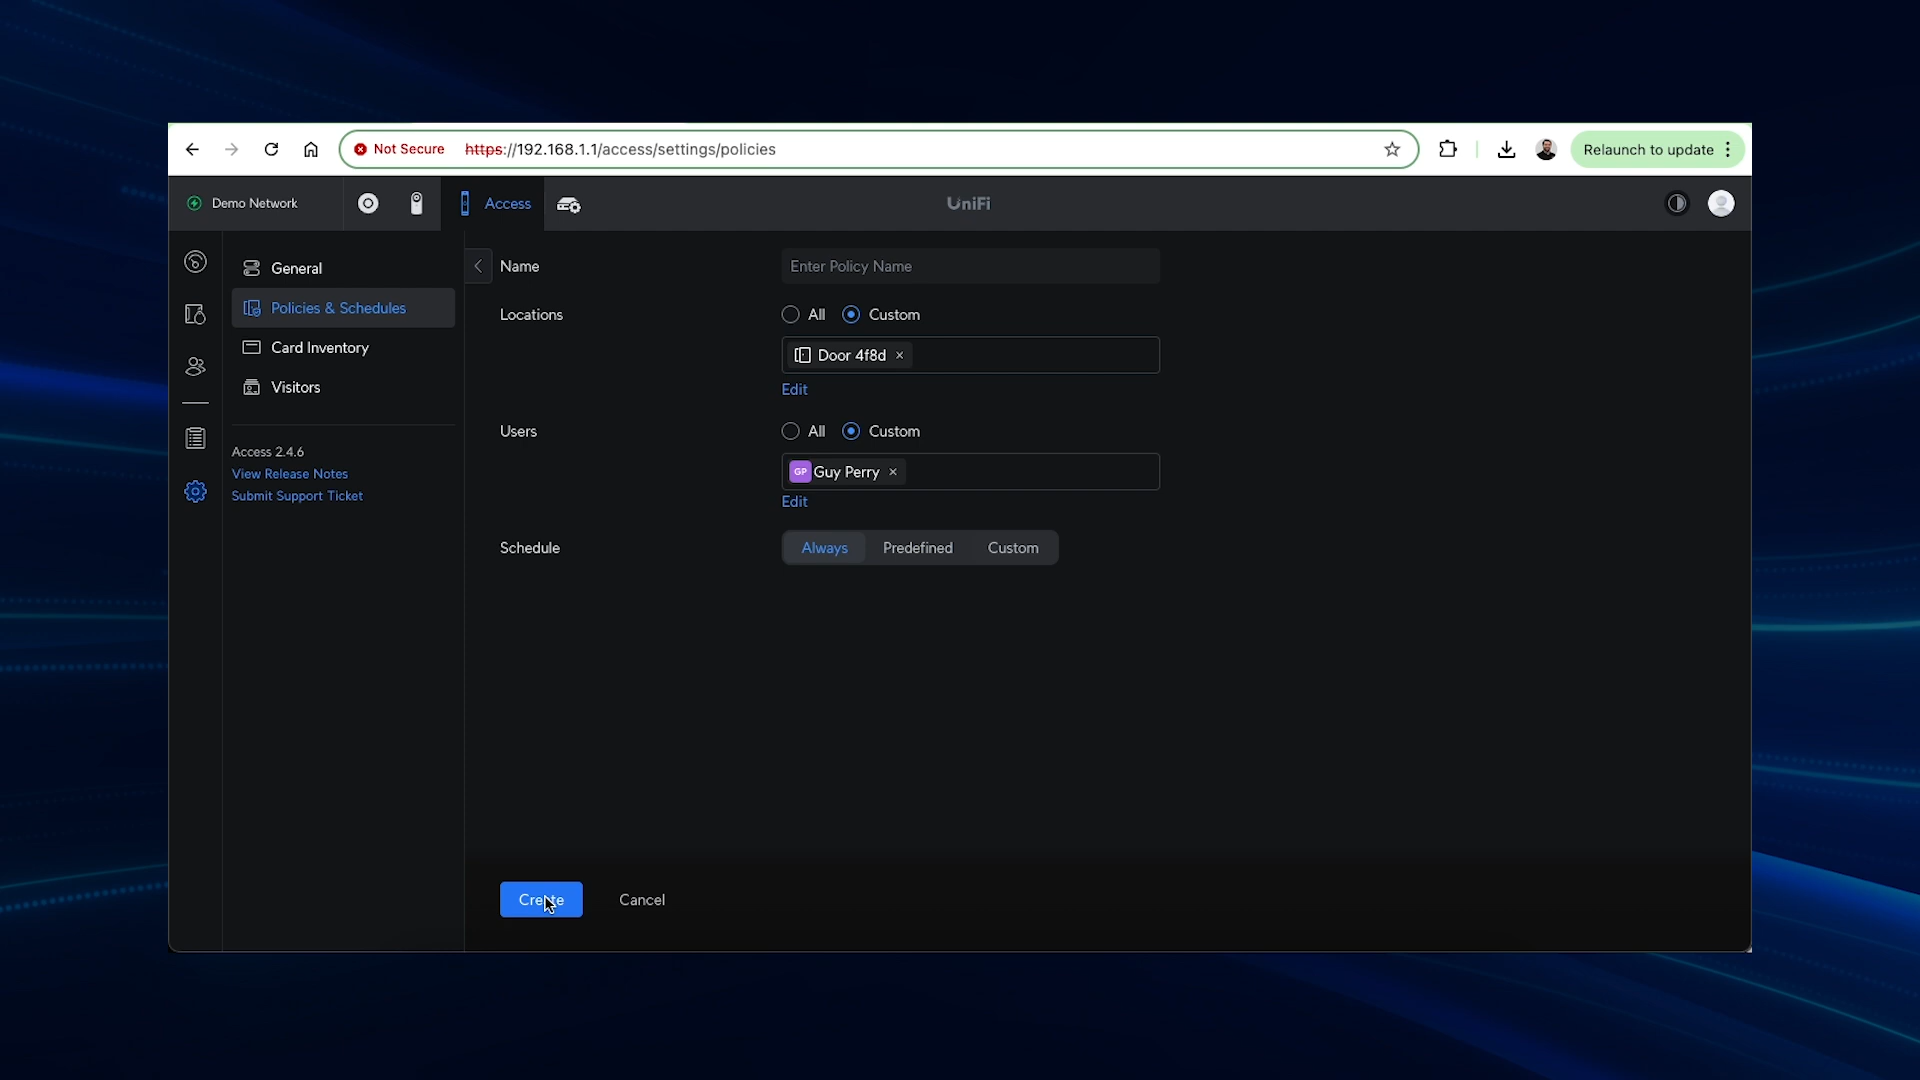 Not Secure https://192.168.1.1/access/settings/policies Relaunch to update
Demo Network Access UniFi
General
Policies & Schedules
Card Inventory
Visitors
Access 2.4.6
View Release Notes
Submit Support Ticket
Name Enter Policy Name
Locations All Custom
Door 4f8d
Edit
Users All Custom
GP Guy Perry
Edit
Schedule Always Predefined Custom
Create Cancel